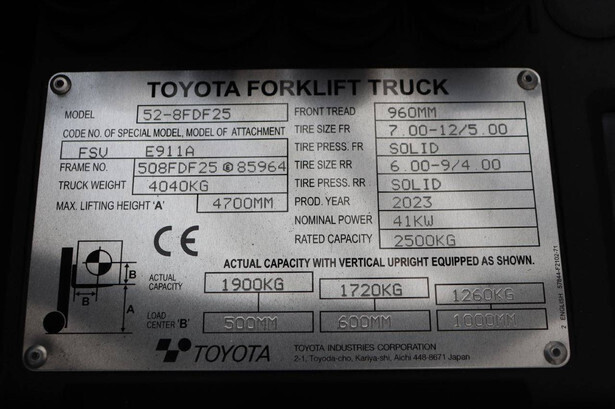 TOYOTA FORKLIFT TRUCK
MODEL 52-8FDF25
CODE NO. OF SPECIAL MODEL, MODEL OF ATTACHMENT
FSV E911A
FRAME NO. 508FDF25 85964
TRUCK WEIGHT 4040KG
MAX. LIFTING HEIGHT 'A' 4700MM
FRONT TREAD 960MM
TIRE SIZE FR 7.00-12/5.00
TIRE PRESS. FR SOLID
TIRE SIZE RR 6.00-9/4.00
TIRE PRESS. RR SOLID
PROD. YEAR 2023
NOMINAL POWER 41KW
RATED CAPACITY 2500KG
CE
ACTUAL CAPACITY WITH VERTICAL UPRIGHT EQUIPPED AS SHOWN.
B
B
A
ACTUAL CAPACITY 1900KG 1720KG 1260KG
LOAD CENTER 'B' 500MM 600MM 1000MM
TOYOTA
TOYOTA INDUSTRIES CORPORATION
2-1, Toyoda-cho, Kariya-shi, Aichi 448-8671 Japan
2 ENGLISH 57844-F2102-71